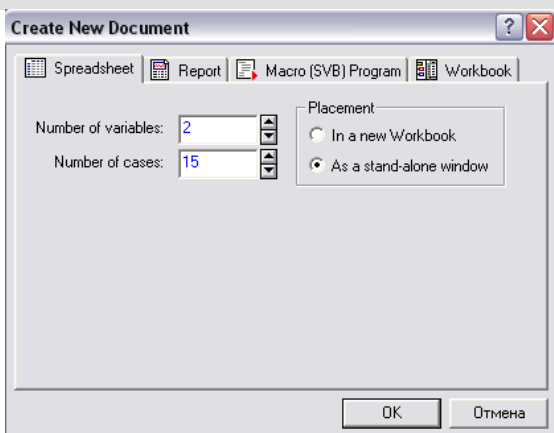 Create New Document
Spreadsheet Report Macro (SVB) Program Workbook
Number of variables: 2
Number of cases: 15
Placement
In a new Workbook
As a stand-alone window
OK Отмена